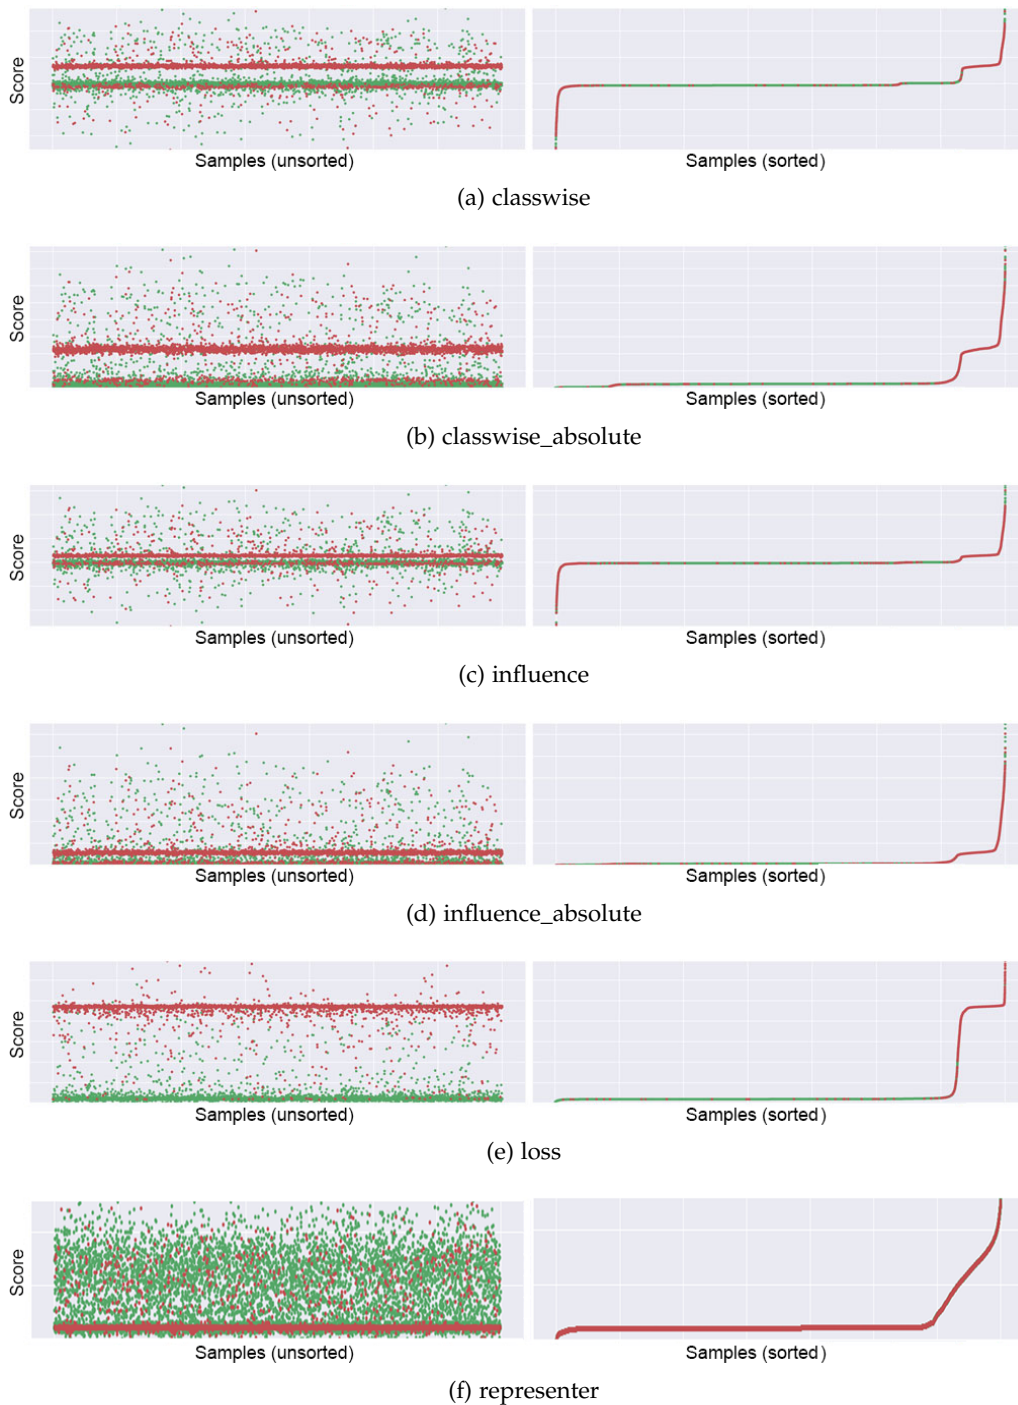 Score
Samples (unsorted)
Samples (sorted)
(a) classwise
Score
Samples (unsorted)
Samples (sorted)
(b) classwise_absolute
Score
Samples (unsorted)
Samples (sorted)
(c) influence
Score
Samples (unsorted)
Samples (sorted)
(d) influence_absolute
Score
Samples (unsorted)
Samples (sorted)
(e) loss
Score
Samples (unsorted)
Samples (sorted)
(f) representer